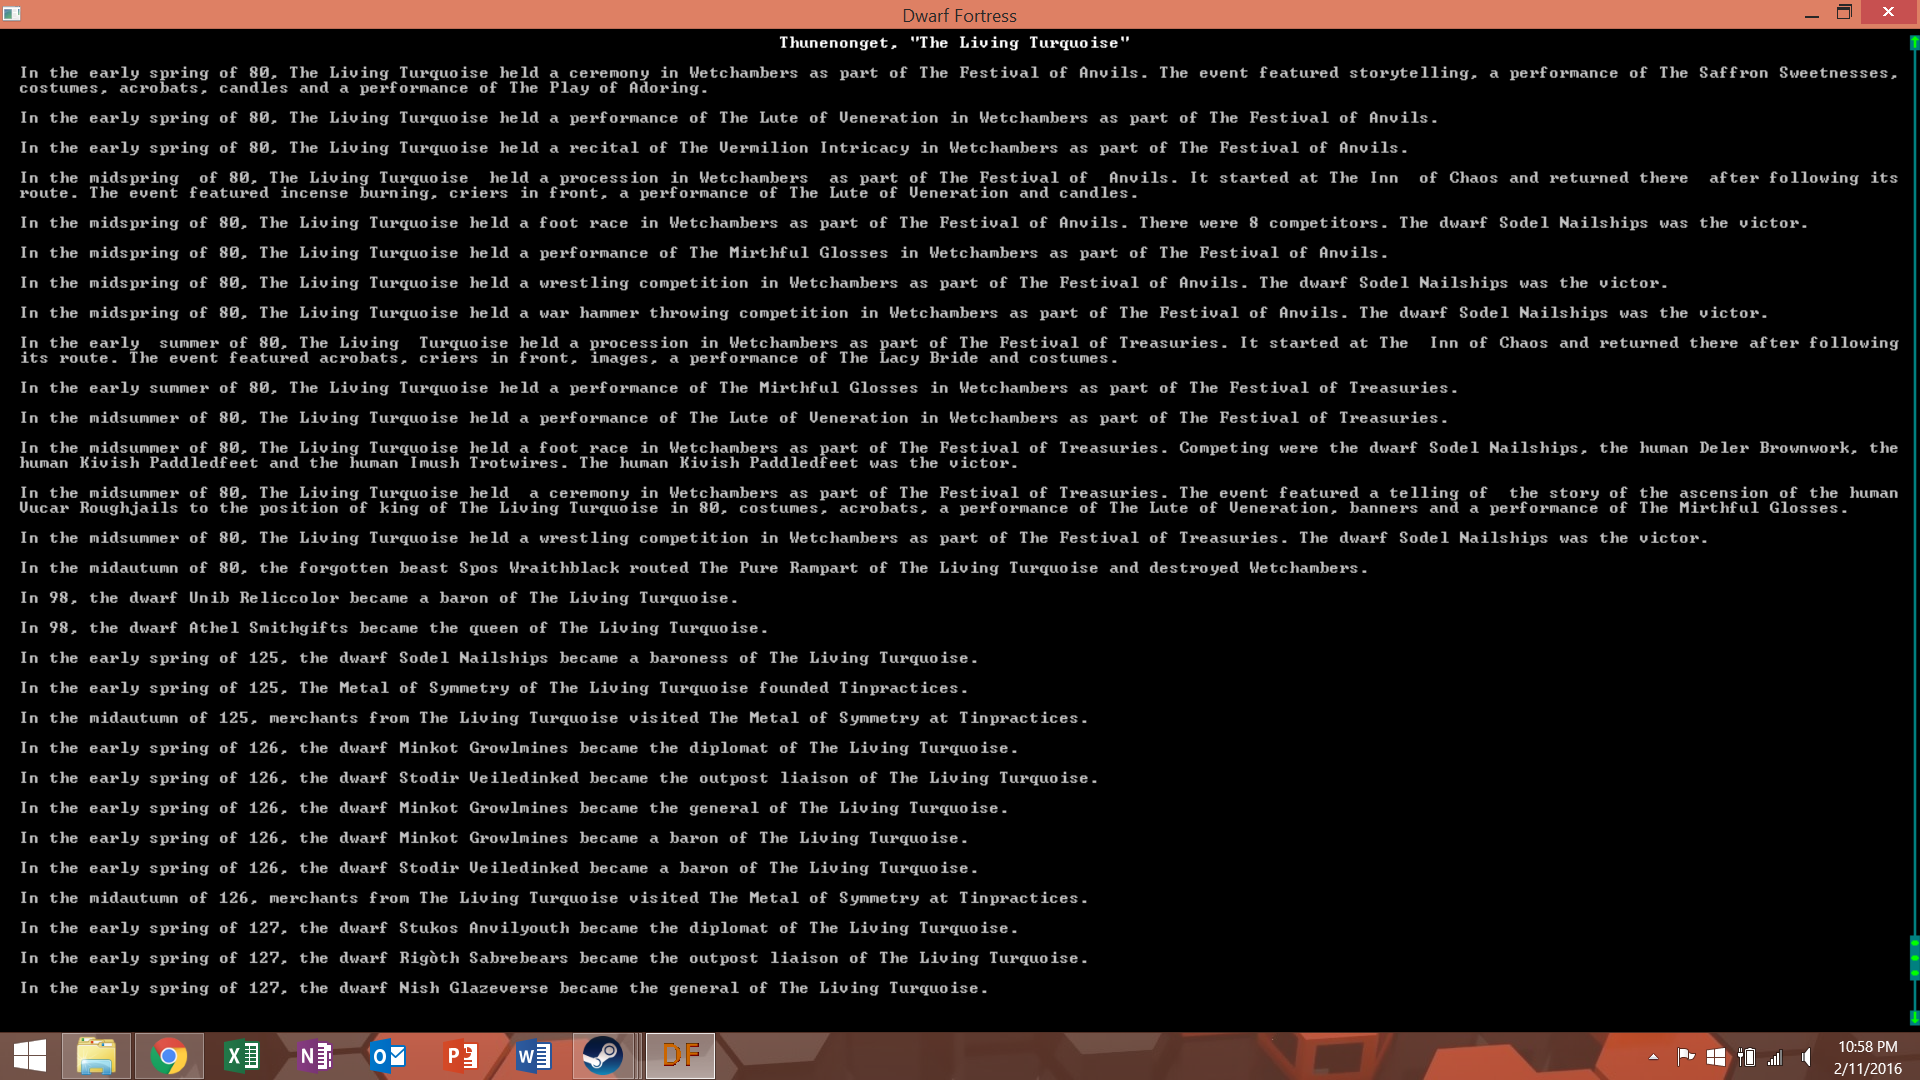 Dwarf Fortress
Thunenonget, "The Living Turquoise"
In the early spring of 80, The Living Turquoise held a ceremony in Wetchambers as part of The Festival of Anvils. The event featured storytelling, a performance of The Saffron Sweetnesses,
costumes, acrobats, candles and a performance of The Play of Adoring.
In the early spring of 80, The Living Turquoise held a performance of The Lute of Veneration in Wetchambers as part of The Festival of Anvils.
In the early spring of 80, The Living Turquoise held a recital of The Vermilion Intricacy in Wetchambers as part of The Festival of Anvils.
In the midspring of 80, The Living Turquoise held a procession in Wetchambers as part of The Festival of Anvils. It started at The Inn of Chaos and returned there after following its
route. The event featured incense burning, criers in front, a performance of The Lute of Veneration and candles.
In the midspring of 80, The Living Turquoise held a foot race in Wetchambers as part of The Festival of Anvils. There were 8 competitors. The dwarf Sodel Nailships was the victor.
In the midspring of 80, The Living Turquoise held a performance of The Mirthful Glosses in Wetchambers as part of The Festival of Anvils.
In the midspring of 80, The Living Turquoise held a wrestling competition in Wetchambers as part of The Festival of Anvils. The dwarf Sodel Nailships was the victor.
In the midspring of 80, The Living Turquoise held a war hammer throwing competition in Wetchambers as part of The Festival of Anvils. The dwarf Sodel Nailships was the victor.
In the early summer of 80, The Living Turquoise held a procession in Wetchambers as part of The Festival of Treasuries. It started at The Inn of Chaos and returned there after following
its route. The event featured acrobats, criers in front, images, a performance of The Lacy Bride and costumes.
In the early summer of 80, The Living Turquoise held a performance of The Mirthful Glosses in Wetchambers as part of The Festival of Treasuries.
In the midsummer of 80, The Living Turquoise held a performance of The Lute of Veneration in Wetchambers as part of The Festival of Treasuries.
In the midsummer of 80, The Living Turquoise held a foot race in Wetchambers as part of The Festival of Treasuries. Competing were the dwarf Sodel Nailships, the human Deler Brownwork, the
human Kivish Paddledfeet and the human Imush Trotwires. The human Kivish Paddledfeet was the victor.
In the midsummer of 80, The Living Turquoise held a ceremony in Wetchambers as part of The Festival of Treasuries. The event featured a telling of the story of the ascension of the human
Vucar Roughjails to the position of king of The Living Turquoise in 80, costumes, acrobats, a performance of The Lute of Veneration, banners and a performance of The Mirthful Glosses.
In the midsummer of 80, The Living Turquoise held a wrestling competition in Wetchambers as part of The Festival of Treasuries. The dwarf Sodel Nailships was the victor.
In the midautumn of 80, the forgotten beast Spos Wraithblack routed The Pure Rampart of The Living Turquoise and destroyed Wetchambers.
In 98, the dwarf Unib Reliccolor became a baron of The Living Turquoise.
In 98, the dwarf Athel Smithgifts became the queen of The Living Turquoise.
In the early spring of 125, the dwarf Sodel Nailships became a baroness of The Living Turquoise.
In the early spring of 125, The Metal of Symmetry of The Living Turquoise founded Tinpractices.
In the midautumn of 125, merchants from The Living Turquoise visited The Metal of Symmetry at Tinpractices.
In the early spring of 126, the dwarf Minkot Growlmines became the diplomat of The Living Turquoise.
In the early spring of 126, the dwarf Stodir Veiledinked became the outpost liaison of The Living Turquoise.
In the early spring of 126, the dwarf Minkot Growlmines became the general of The Living Turquoise.
In the early spring of 126, the dwarf Minkot Growlmines became a baron of The Living Turquoise.
In the early spring of 126, the dwarf Stodir Veiledinked became a baron of The Living Turquoise.
In the midautumn of 126, merchants from The Living Turquoise visited The Metal of Symmetry at Tinpractices.
In the early spring of 127, the dwarf Stukos Anvilyouth became the diplomat of The Living Turquoise.
In the early spring of 127, the dwarf Rigòth Sabrebears became the outpost liaison of The Living Turquoise.
In the early spring of 127, the dwarf Nish Glazeverse became the general of The Living Turquoise.
DF
10:58 PM
2/11/2016